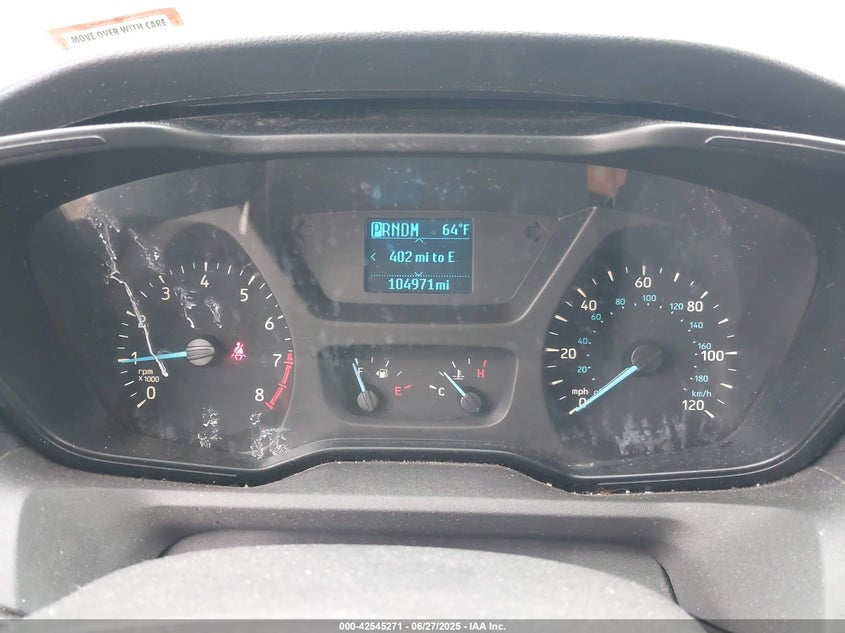 MOVE OVER WITH CARE
PRNDM 64°F
< 402 mi to E
104971mi
0 1 2 3 4 5 6 7 8
rpm
x1000
F E
C H
0 20 40 60 80 100 120
20 40 60 80 100 120 140 160 180
mph
km/h
000-42545271 | 06/27/2025 - IAA Inc.